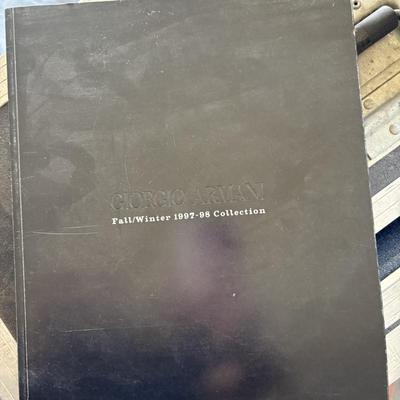 GIORGIO ARMANI
Fall/Winter 1997-98 Collection